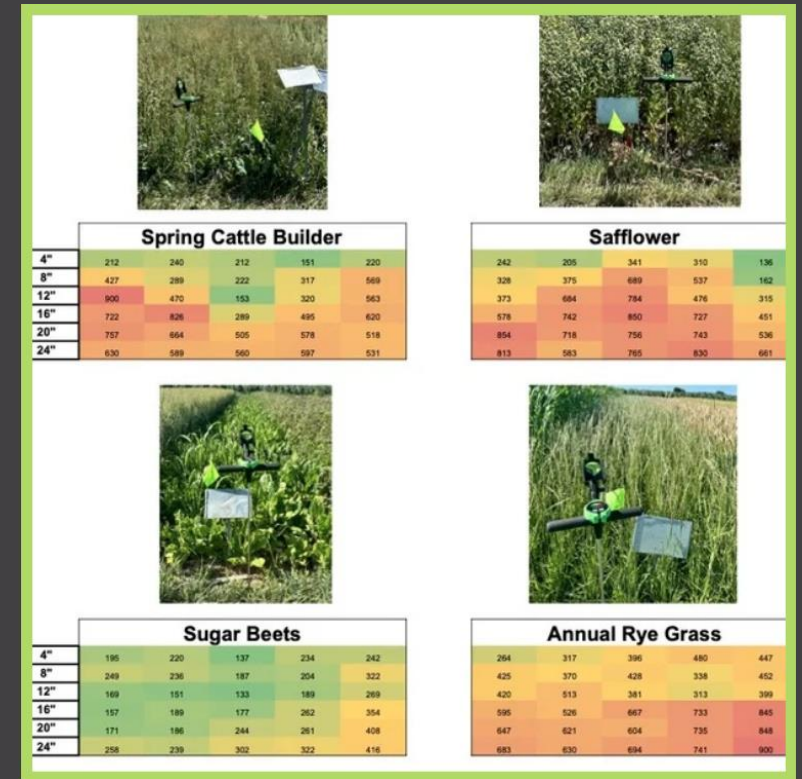 Spring Cattle Builder
Safflower
4" 212 240 212 151 220 242 205 341 310 136
8" 427 289 222 317 569 328 375 689 537 162
12" 900 470 153 320 563 373 684 784 476 315
16" 722 826 289 495 620 578 742 850 727 451
20" 757 664 505 578 518 854 718 756 743 536
24" 630 589 560 597 531 813 583 765 830 661
Sugar Beets
Annual Rye Grass
4" 195 220 137 234 242 264 317 396 480 447
8" 249 236 187 204 322 425 370 428 338 452
12" 169 151 133 189 269 420 513 381 313 399
16" 157 189 177 262 354 595 526 667 733 845
20" 171 186 244 261 408 647 621 604 735 848
24" 258 239 302 322 416 683 630 694 741 900